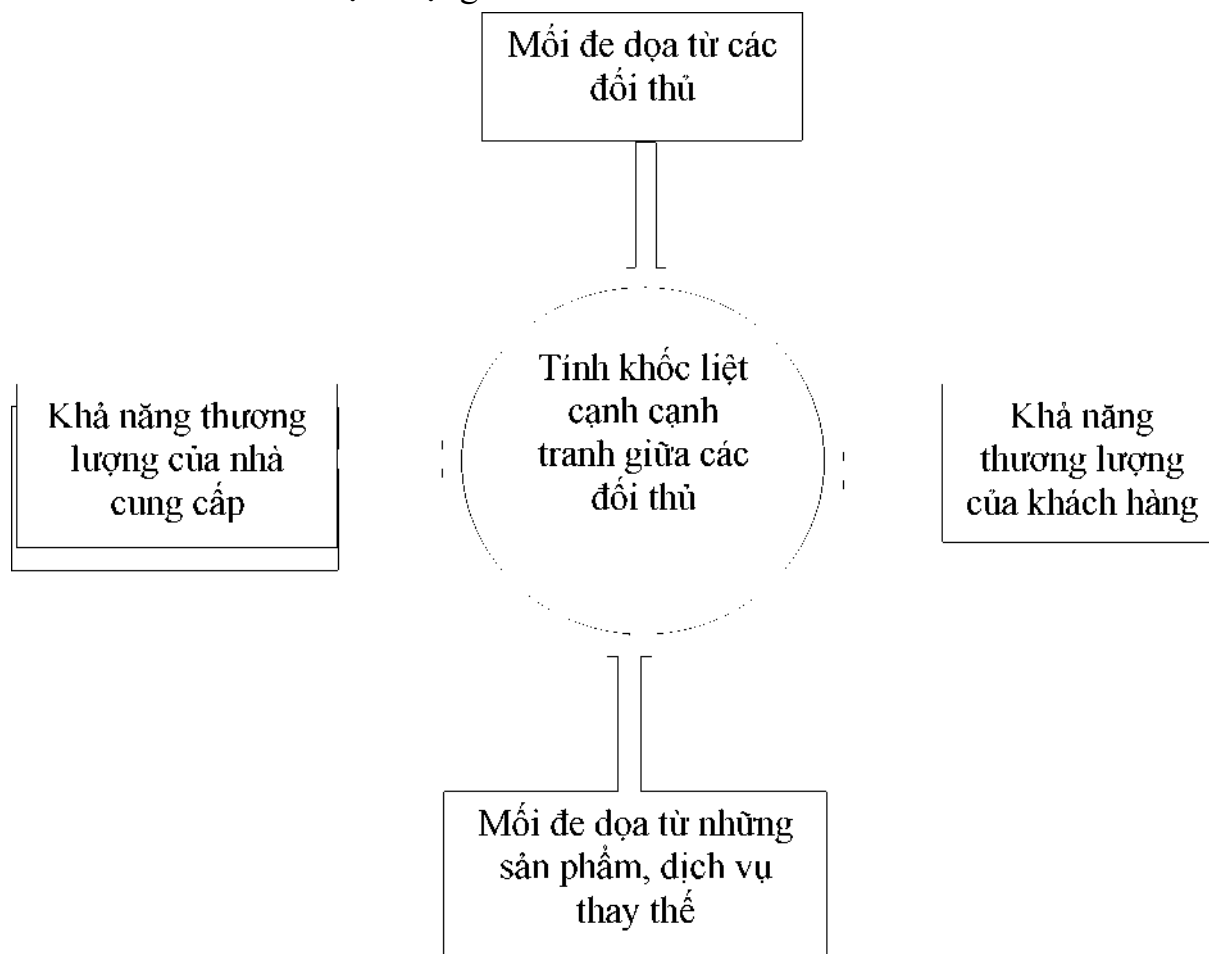 Mối đe dọa từ các
đối thủ
Tính khốc liệt
cạnh cạnh
tranh giữa các
đối thủ
Khả năng thương
lượng của nhà
cung cấp
Khả năng
thương lượng
của khách hàng
Mối đe dọa từ những
sản phẩm, dịch vụ
thay thế